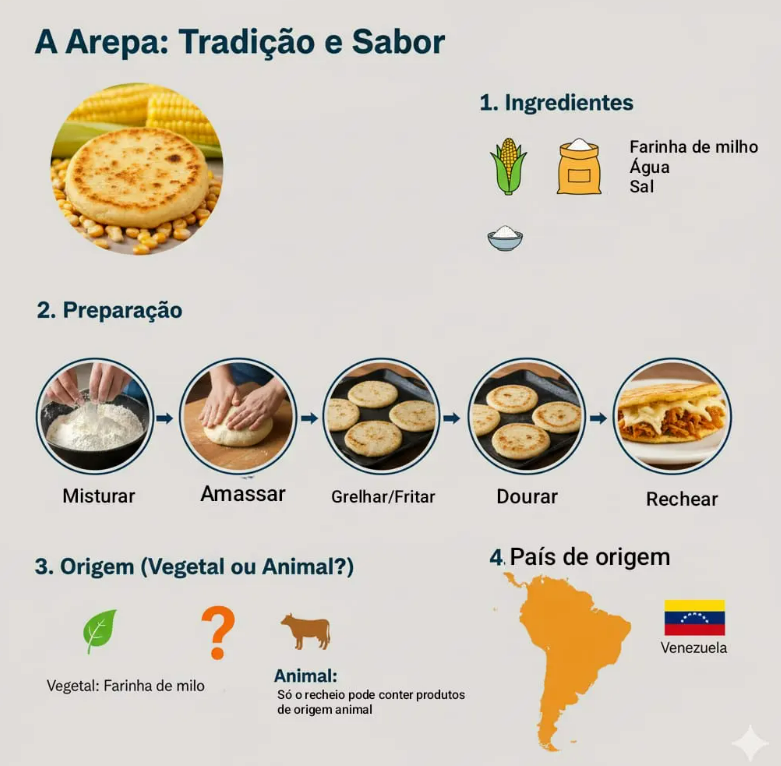 A Arepa: Tradição e Sabor
1. Ingredientes
Farinha de milho
Água
Sal
2. Preparação
Misturar
Amassar
Grelhar/Fritar
Dourar
Rechear
3. Origem (Vegetal ou Animal?)
Vegetal: Farinha de milo
Animal:
Só o recheio pode conter produtos
de origem animal
4. País de origem
Venezuela